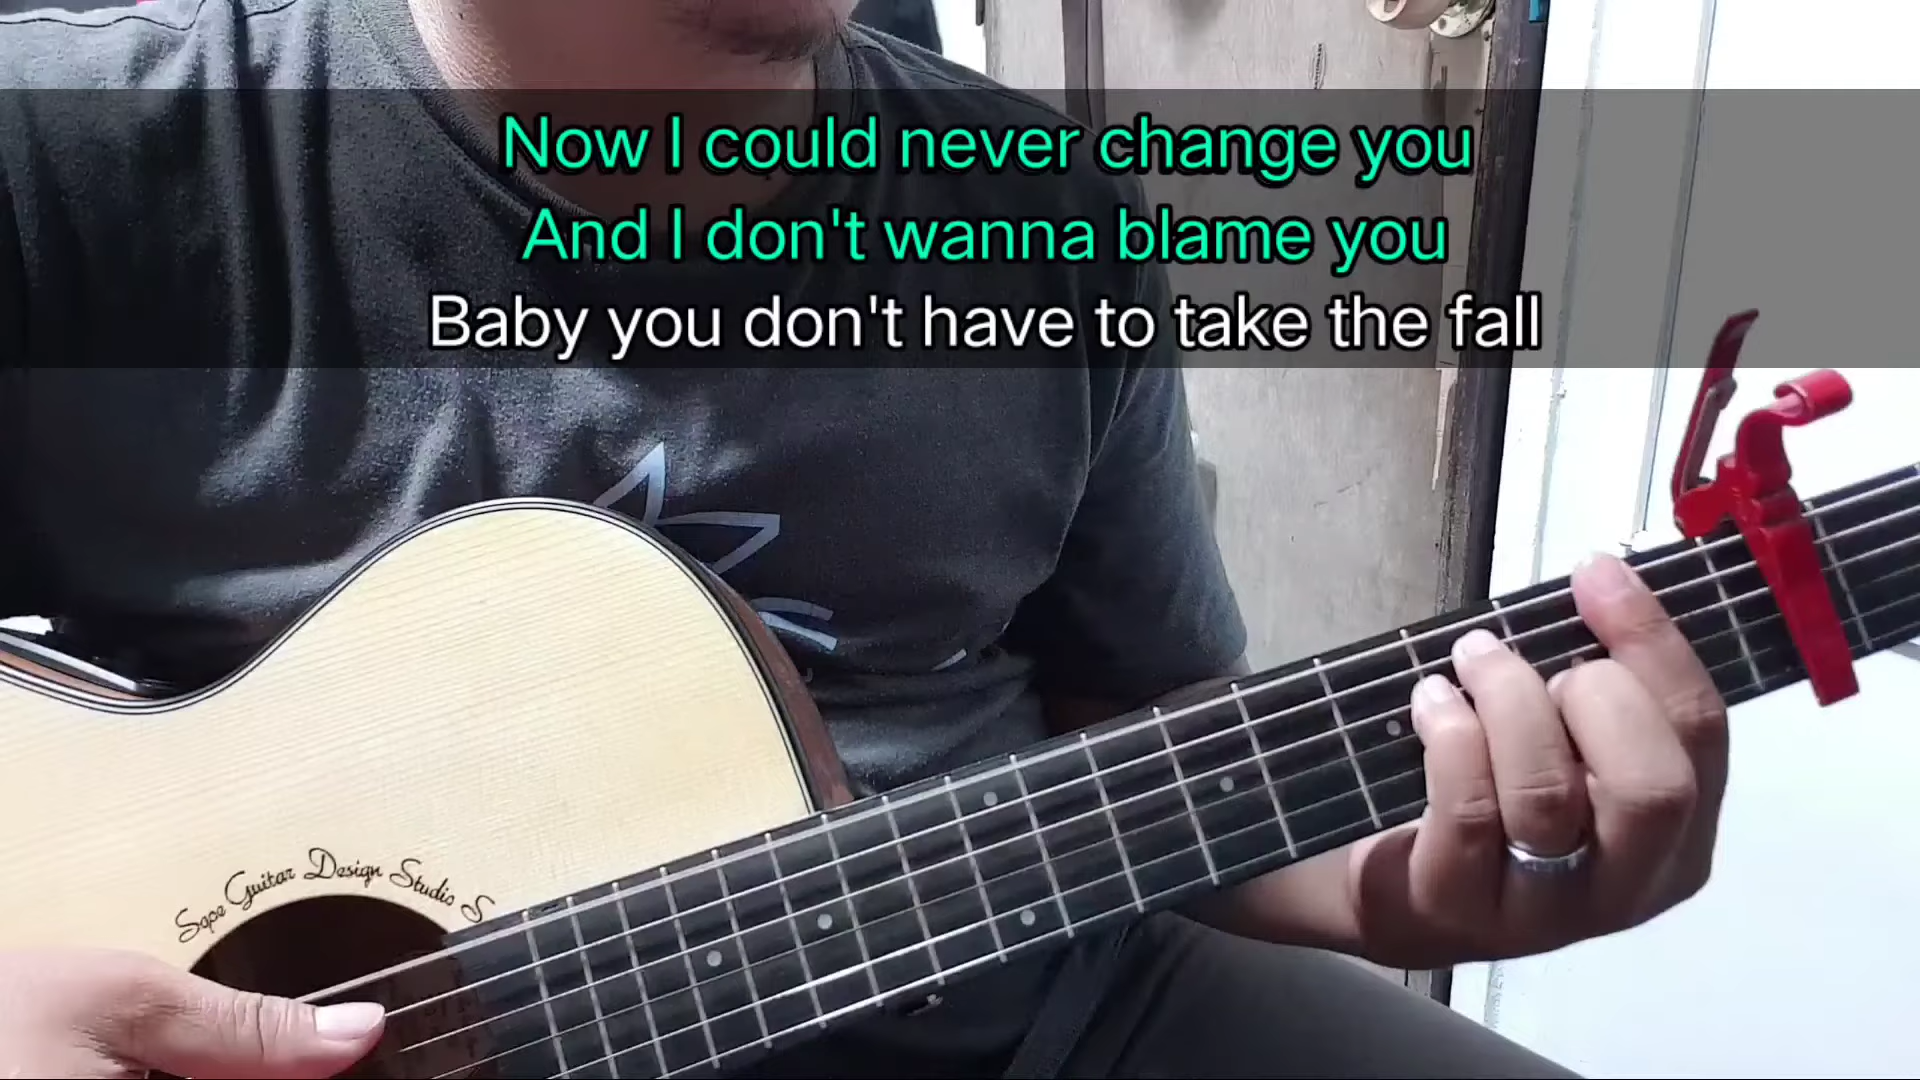 Now I could never change you
And I don't wanna blame you
Baby you don't have to take the fall
Sqoe Guitar Design Studio S